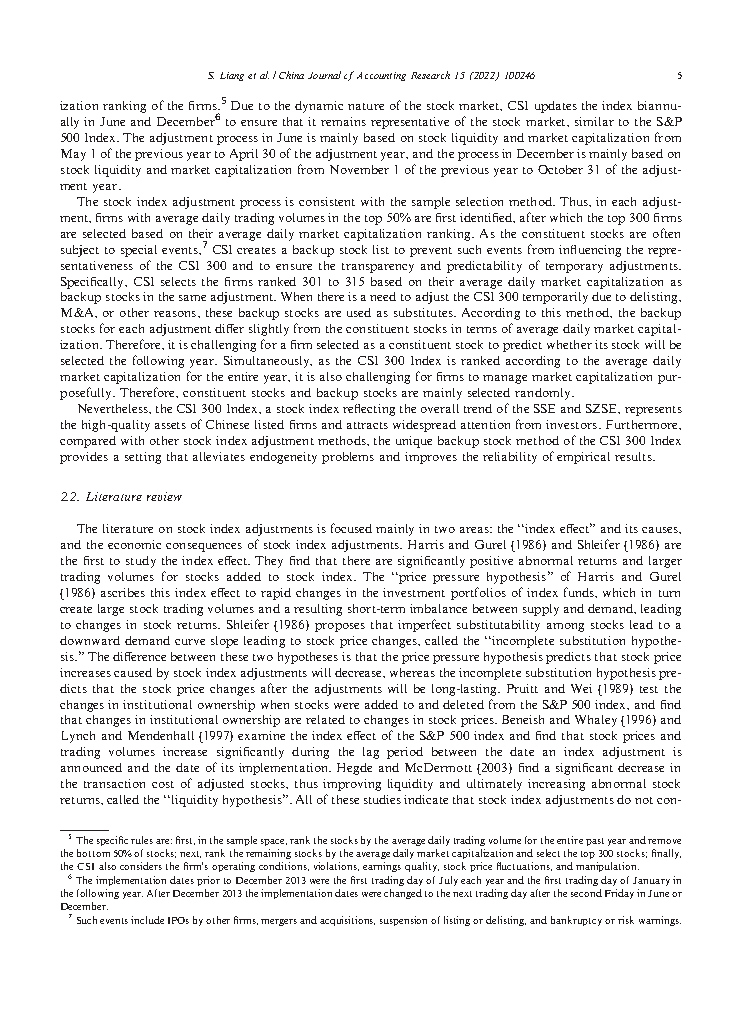 S. Liang et al. / China Journal of Accounting Research 15 (2022) 100246 5
ization ranking of the firms.5 Due to the dynamic nature of the stock market, CSI updates the index biannu-
ally in June and December6 to ensure that it remains representative of the stock market, similar to the S&P
500 Index. The adjustment process in June is mainly based on stock liquidity and market capitalization from
May 1 of the previous year to April 30 of the adjustment year, and the process in December is mainly based on
stock liquidity and market capitalization from November 1 of the previous year to October 31 of the adjust-
ment year.
The stock index adjustment process is consistent with the sample selection method. Thus, in each adjust-
ment, firms with average daily trading volumes in the top 50% are first identified, after which the top 300 firms
are selected based on their average daily market capitalization ranking. As the constituent stocks are often
subject to special events,7 CSI creates a backup stock list to prevent such events from influencing the repre-
sentativeness of the CSI 300 and to ensure the transparency and predictability of temporary adjustments.
Specifically, CSI selects the firms ranked 301 to 315 based on their average daily market capitalization as
backup stocks in the same adjustment. When there is a need to adjust the CSI 300 temporarily due to delisting,
M&A, or other reasons, these backup stocks are used as substitutes. According to this method, the backup
stocks for each adjustment differ slightly from the constituent stocks in terms of average daily market capital-
ization. Therefore, it is challenging for a firm selected as a constituent stock to predict whether its stock will be
selected the following year. Simultaneously, as the CSI 300 Index is ranked according to the average daily
market capitalization for the entire year, it is also challenging for firms to manage market capitalization pur-
posefully. Therefore, constituent stocks and backup stocks are mainly selected randomly.
Nevertheless, the CSI 300 Index, a stock index reflecting the overall trend of the SSE and SZSE, represents
the high-quality assets of Chinese listed firms and attracts widespread attention from investors. Furthermore,
compared with other stock index adjustment methods, the unique backup stock method of the CSI 300 Index
provides a setting that alleviates endogeneity problems and improves the reliability of empirical results.
2.2. Literature review
The literature on stock index adjustments is focused mainly in two areas: the ‘‘index effect” and its causes,
and the economic consequences of stock index adjustments. Harris and Gurel (1986) and Shleifer (1986) are
the first to study the index effect. They find that there are significantly positive abnormal returns and larger
trading volumes for stocks added to stock index. The ‘‘price pressure hypothesis” of Harris and Gurel
(1986) ascribes this index effect to rapid changes in the investment portfolios of index funds, which in turn
create large stock trading volumes and a resulting short-term imbalance between supply and demand, leading
to changes in stock returns. Shleifer (1986) proposes that imperfect substitutability among stocks lead to a
downward demand curve slope leading to stock price changes, called the ‘‘incomplete substitution hypothe-
sis.” The difference between these two hypotheses is that the price pressure hypothesis predicts that stock price
increases caused by stock index adjustments will decrease, whereas the incomplete substitution hypothesis pre-
dicts that the stock price changes after the adjustments will be long-lasting. Pruitt and Wei (1989) test the
changes in institutional ownership when stocks were added to and deleted from the S&P 500 index, and find
that changes in institutional ownership are related to changes in stock prices. Beneish and Whaley (1996) and
Lynch and Mendenhall (1997) examine the index effect of the S&P 500 index and find that stock prices and
trading volumes increase significantly during the lag period between the date an index adjustment is
announced and the date of its implementation. Hegde and McDermott (2003) find a significant decrease in
the transaction cost of adjusted stocks, thus improving liquidity and ultimately increasing abnormal stock
returns, called the ‘‘liquidity hypothesis”. All of these studies indicate that stock index adjustments do not con-
5 The specific rules are: first, in the sample space, rank the stocks by the average daily trading volume for the entire past year and remove
the bottom 50% of stocks; next, rank the remaining stocks by the average daily market capitalization and select the top 300 stocks; finally,
the CSI also considers the firm's operating conditions, violations, earnings quality, stock price fluctuations, and manipulation.
6 The implementation dates prior to December 2013 were the first trading day of July each year and the first trading day of January in
the following year. After December 2013 the implementation dates were changed to the next trading day after the second Friday in June or
December.
7 Such events include IPOs by other firms, mergers and acquisitions, suspension of listing or delisting, and bankruptcy or risk warnings.